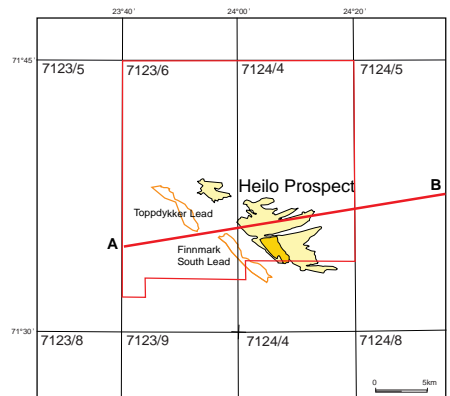 23°40' 24°00' 24°20'
71°45'
7123/5 7123/6 7124/4 7124/5
Heilo Prospect
B
Toppdykker Lead
A
Finnmark
South Lead
71°30'
7123/8 7123/9 7124/4 7124/8
0 5km